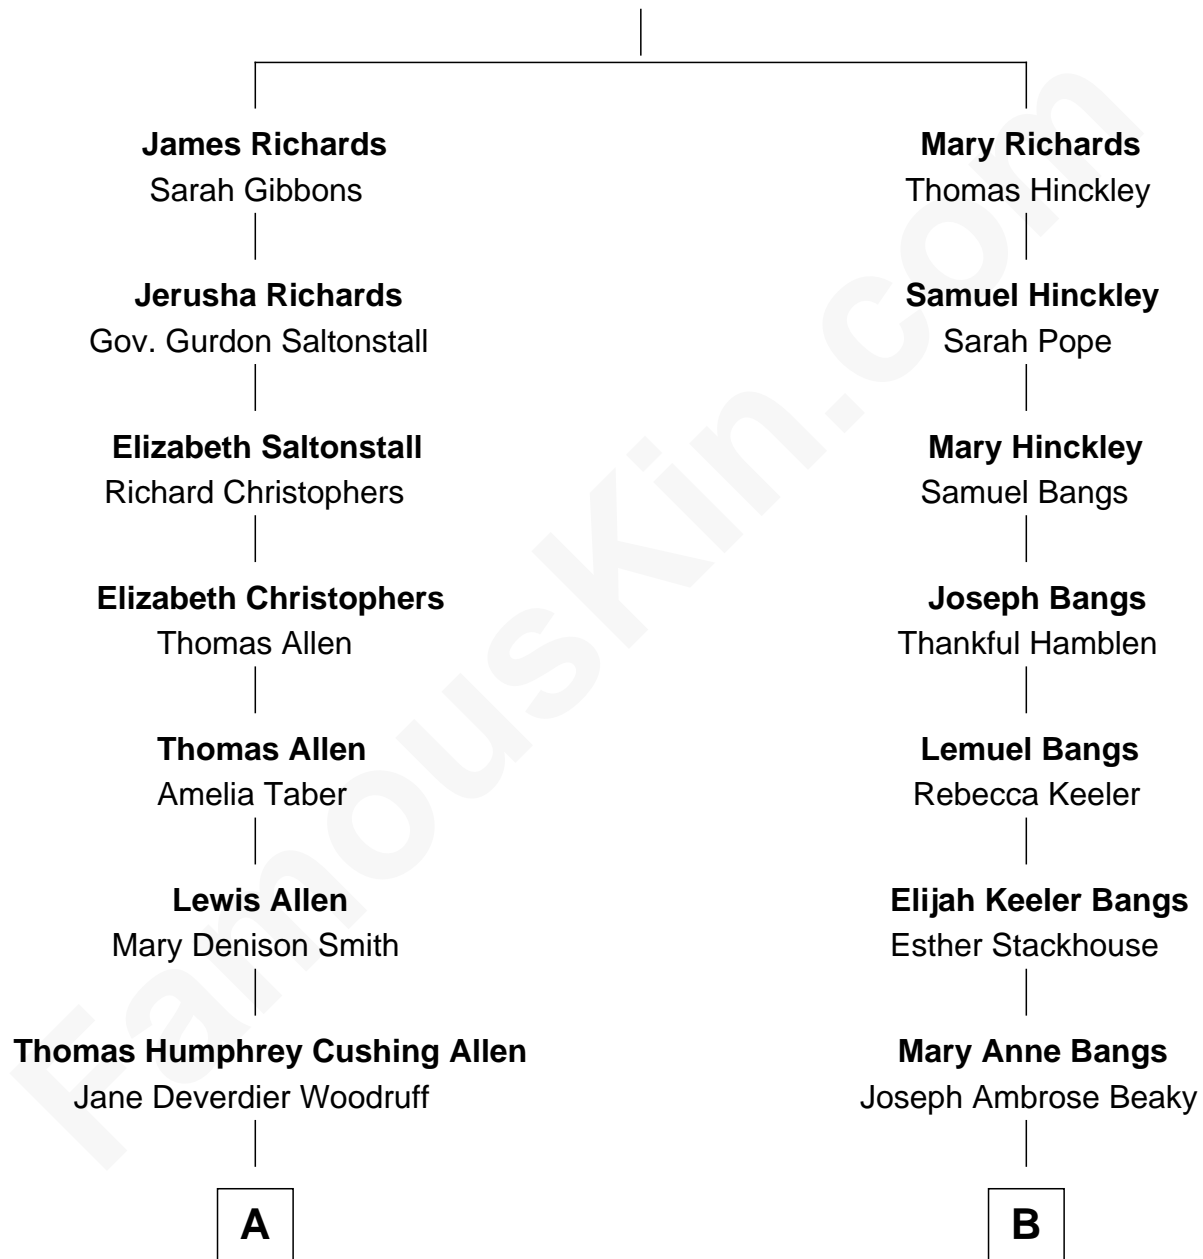 James Richards
Sarah Gibbons
Jerusha Richards
Gov. Gurdon Saltonstall
Elizabeth Saltonstall
Richard Christophers
Elizabeth Christophers
Thomas Allen
Thomas Allen
Amelia Taber
Lewis Allen
Mary Denison Smith
Thomas Humphrey Cushing Allen
Jane Deverdier Woodruff
A
Mary Richards
Thomas Hinckley
Samuel Hinckley
Sarah Pope
Mary Hinckley
Samuel Bangs
Joseph Bangs
Thankful Hamblen
Lemuel Bangs
Rebecca Keeler
Elijah Keeler Bangs
Esther Stackhouse
Mary Anne Bangs
Joseph Ambrose Beaky
B
FamousKin.com